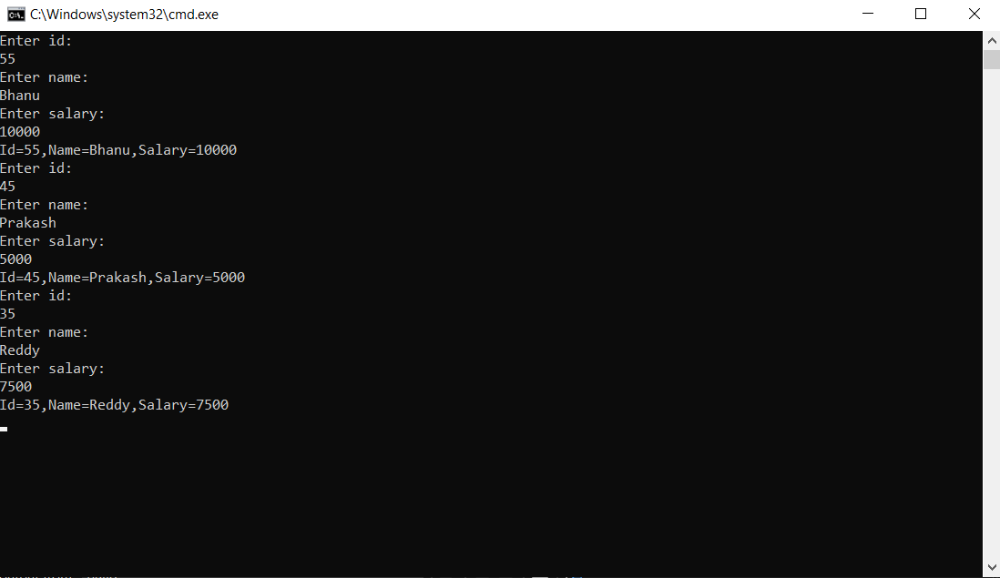 C:\Windows\system32\cmd.exe
Enter id:
55
Enter name:
Bhanu
Enter salary:
10000
Id=55,Name=Bhanu,Salary=10000
Enter id:
45
Enter name:
Prakash
Enter salary:
5000
Id=45,Name=Prakash,Salary=5000
Enter id:
35
Enter name:
Reddy
Enter salary:
7500
Id=35,Name=Reddy,Salary=7500